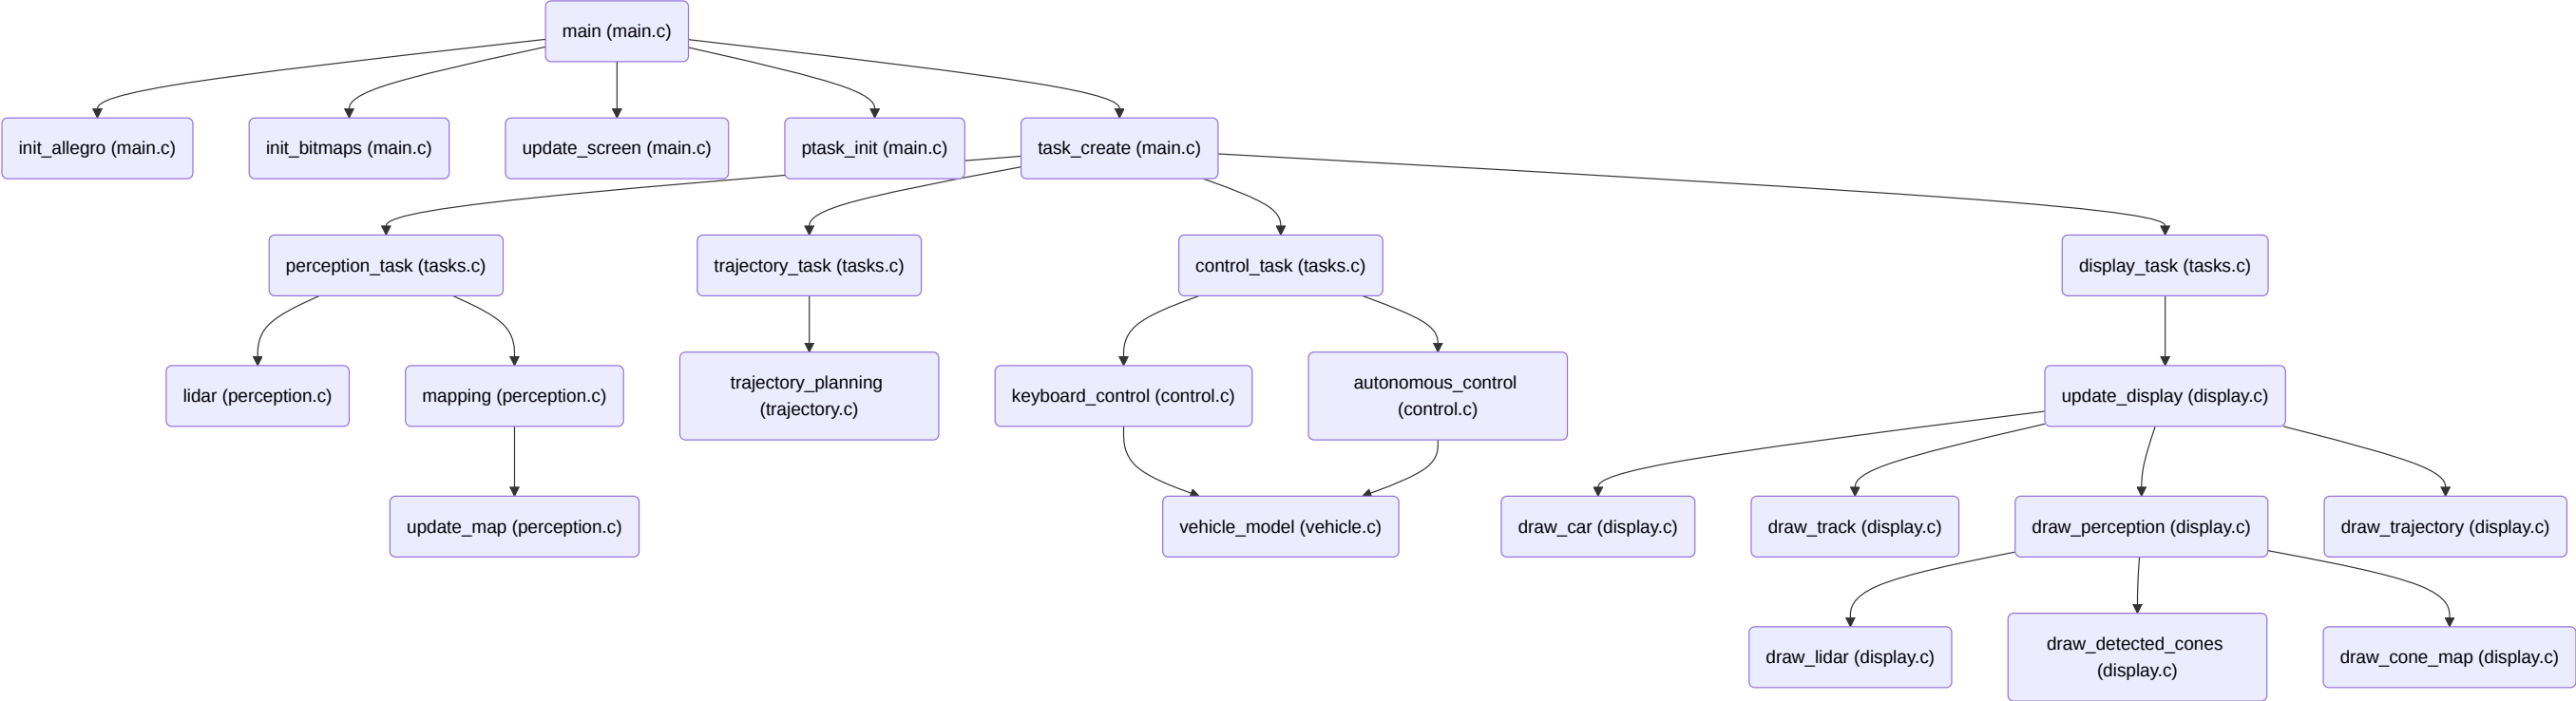 main (main.c)
init_allegro (main.c)
init_bitmaps (main.c)
update_screen (main.c)
ptask_init (main.c)
task_create (main.c)
perception_task (tasks.c)
trajectory_task (tasks.c)
control_task (tasks.c)
display_task (tasks.c)
lidar (perception.c)
mapping (perception.c)
trajectory_planning
(trajectory.c)
keyboard_control (control.c)
autonomous_control
(control.c)
update_display (display.c)
update_map (perception.c)
vehicle_model (vehicle.c)
draw_car (display.c)
draw_track (display.c)
draw_perception (display.c)
draw_trajectory (display.c)
draw_lidar (display.c)
draw_detected_cones
(display.c)
draw_cone_map (display.c)